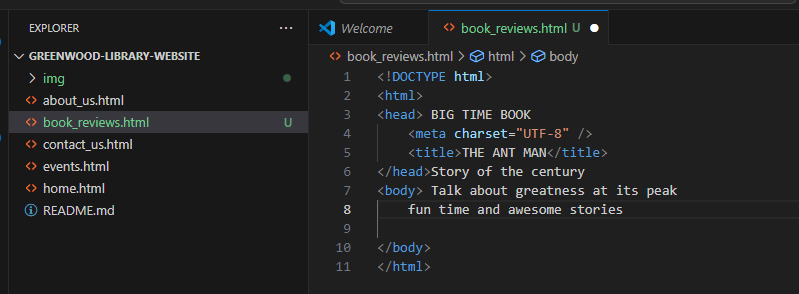 EXPLORER ...
GREENWOOD-LIBRARY-WEBSITE
img
about_us.html
book_reviews.html U
contact_us.html
events.html
home.html
README.md
Welcome
book_reviews.html U
book_reviews.html > html > body
1 <!DOCTYPE html>
2 <html>
3 <head> BIG TIME BOOK
4     <meta charset="UTF-8" />
5     <title>THE ANT MAN</title>
6 </head>Story of the century
7 <body> Talk about greatness at its peak
8     fun time and awesome stories
9
10 </body>
11 </html>